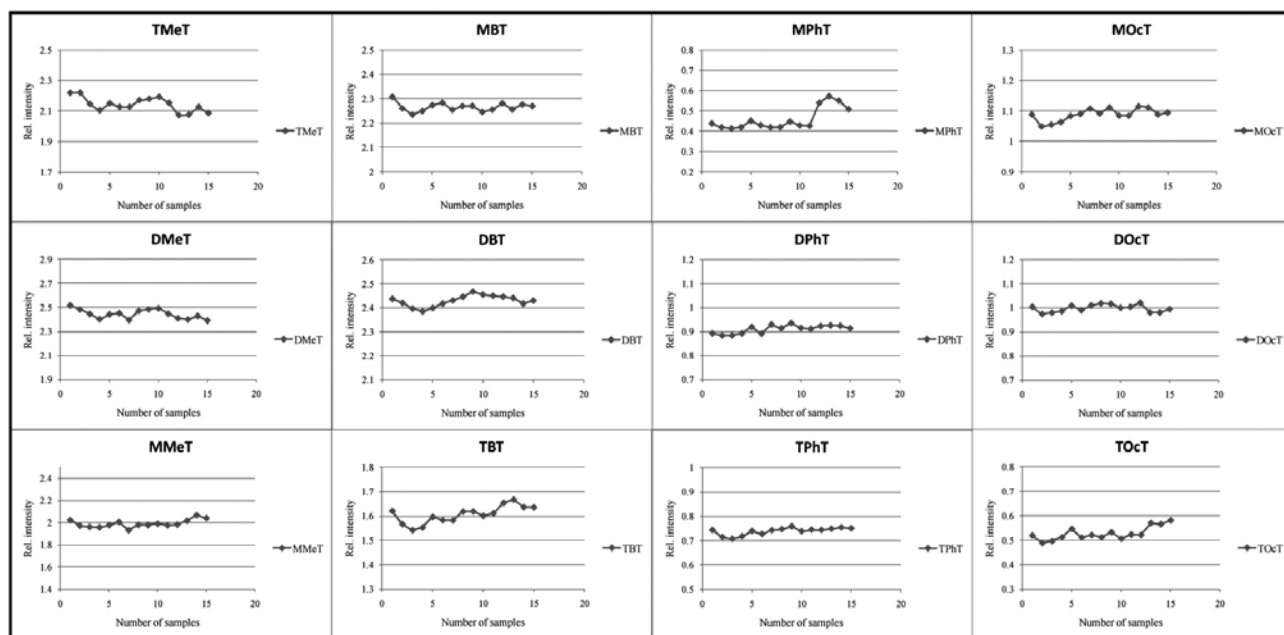 TMeT
2.5
2.3
2.1
1.9
1.7
Rel. intensity
0 5 10 15 20
Number of samples
TMeT
MBT
2.5
2.4
2.3
2.2
2.1
2
Rel. intensity
0 5 10 15 20
Number of samples
MBT
MPhT
0.8
0.7
0.6
0.5
0.4
0.3
0.2
Rel. intensity
0 5 10 15 20
Number of samples
MPhT
MOcT
1.3
1.2
1.1
1
0.9
Rel. intensity
0 5 10 15 20
Number of samples
MOcT
DMeT
2.9
2.7
2.5
2.3
2.1
1.9
Rel. intensity
0 5 10 15 20
Number of samples
DMeT
DBT
2.6
2.5
2.4
2.3
2.2
2.1
Rel. intensity
0 5 10 15 20
Number of samples
DBT
DPhT
1.2
1.1
1
0.9
0.8
0.7
Rel. intensity
0 5 10 15 20
Number of samples
DPhT
DOcT
1.2
1.1
1
0.9
0.8
0.7
Rel. intensity
0 5 10 15 20
Number of samples
DOcT
MMeT
2.4
2.2
2
1.8
1.6
1.4
Rel. intensity
0 5 10 15 20
Number of samples
MMeT
TBT
1.8
1.7
1.6
1.5
1.4
1.3
Rel. intensity
0 5 10 15 20
Number of samples
TBT
TPhT
1
0.9
0.8
0.7
0.6
0.5
Rel. intensity
0 5 10 15 20
Number of samples
TPhT
TOcT
0.8
0.7
0.6
0.5
0.4
0.3
Rel. intensity
0 5 10 15 20
Number of samples
TOcT